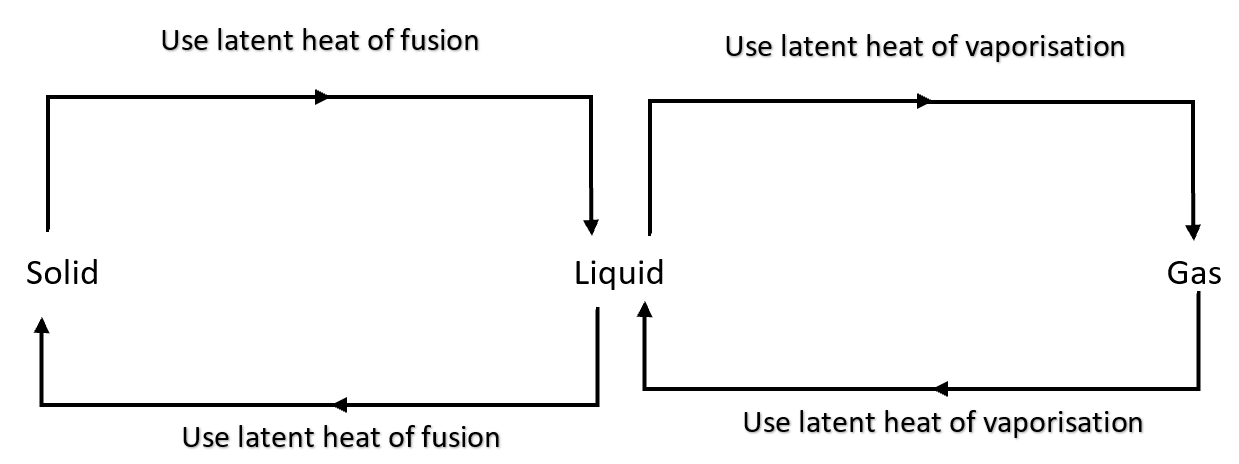 Use latent heat of fusion
Use latent heat of vaporisation
Solid
Liquid
Gas
Use latent heat of fusion
Use latent heat of vaporisation